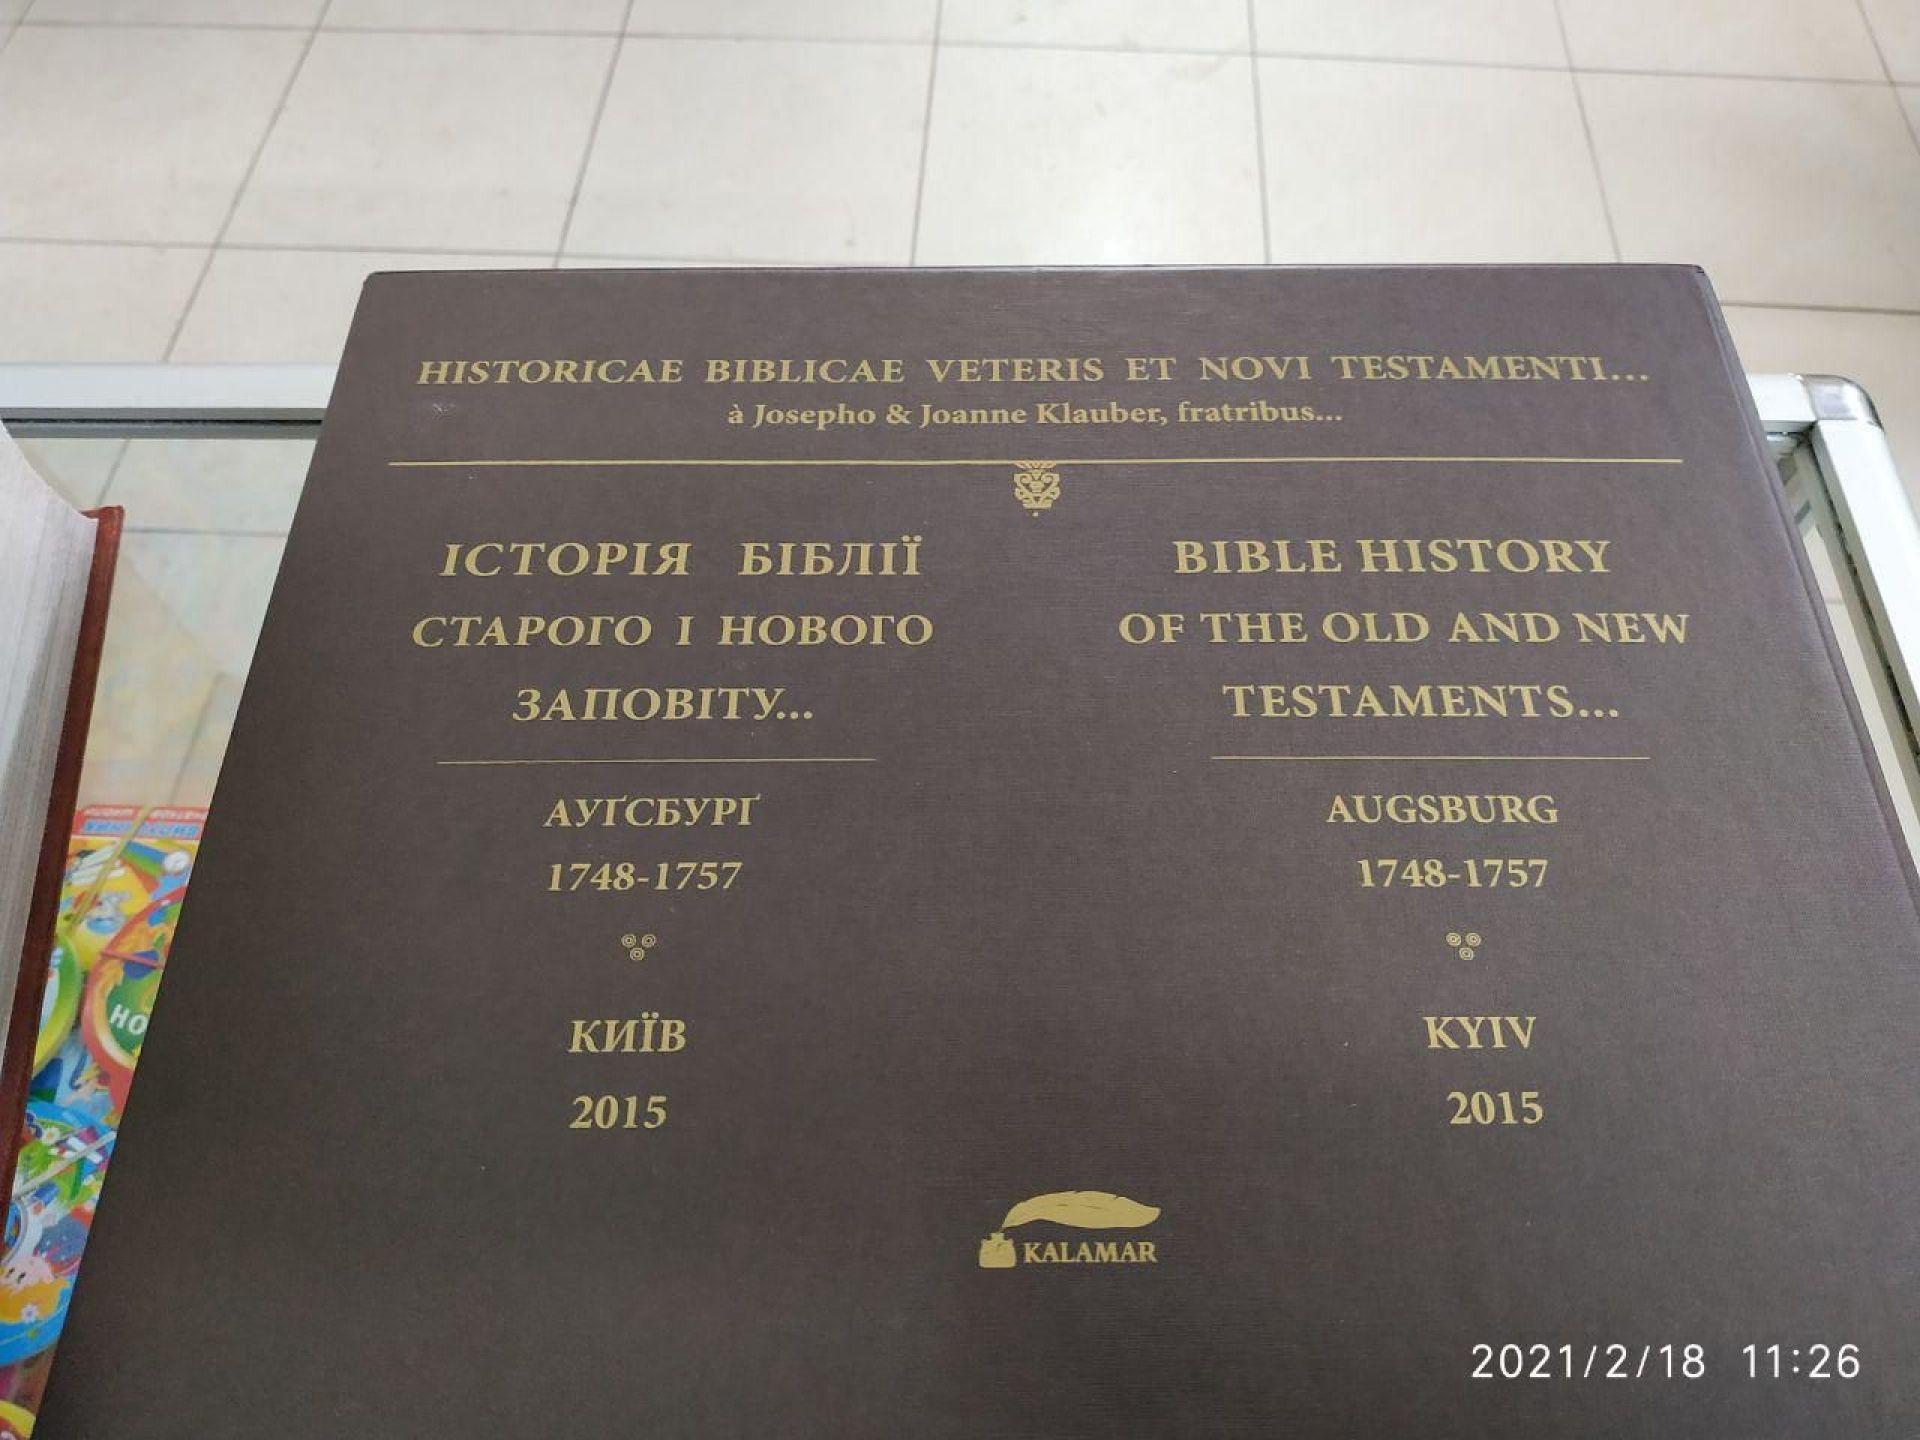 HISTORICAE BIBLICAE VETERIS ET NOVI TESTAMENTI...
à Josepho & Joanne Klauber, fratribus...
ІСТОРІЯ БІБЛІЇ
СТАРОГО І НОВОГО
ЗАПОВІТУ...
АУҐСБУРҐ
1748-1757
КИЇВ
2015
BIBLE HISTORY
OF THE OLD AND NEW
TESTAMENTS...
AUGSBURG
1748-1757
KYIV
2015
KALAMAR
НО
2021/2/18 11:26